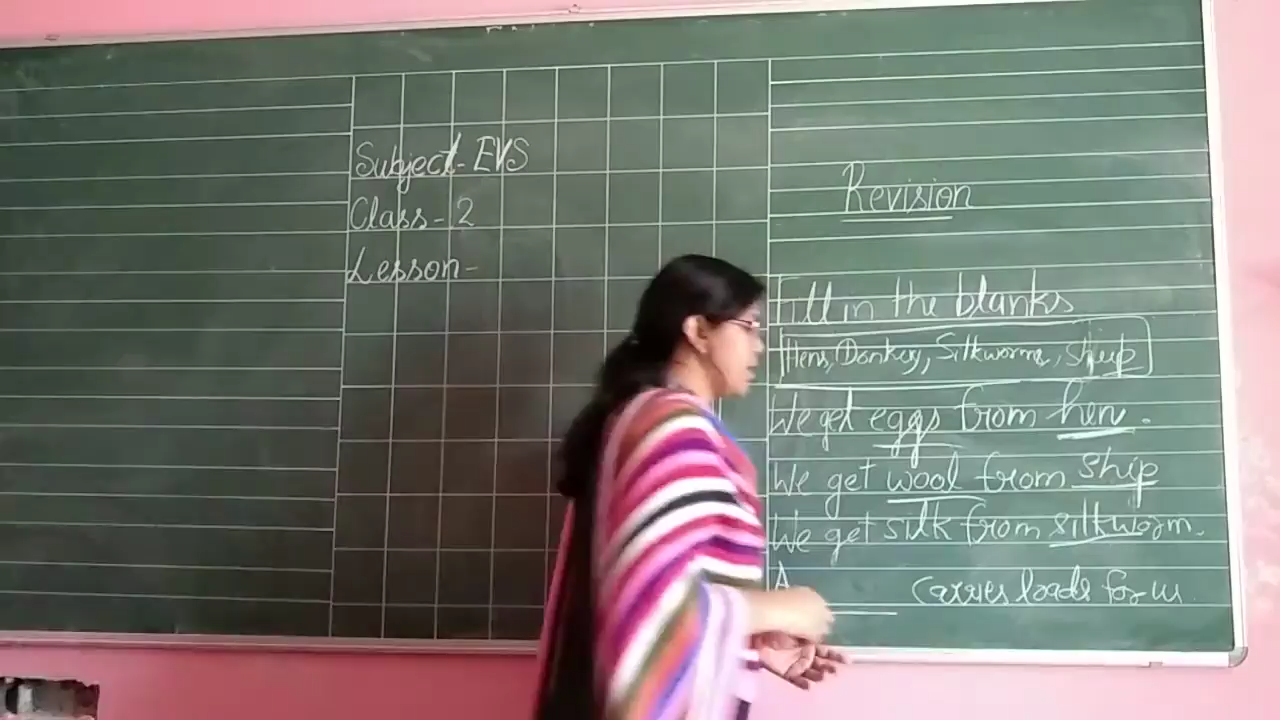 Subject- EVS
Class- 2
Lesson-
Revision
Fill in the blanks
Hens, Donkey, Silkworms, Sheep
We get eggs from hen.
We get wool from ship
We get silk from silkworm.
A carries loads for us